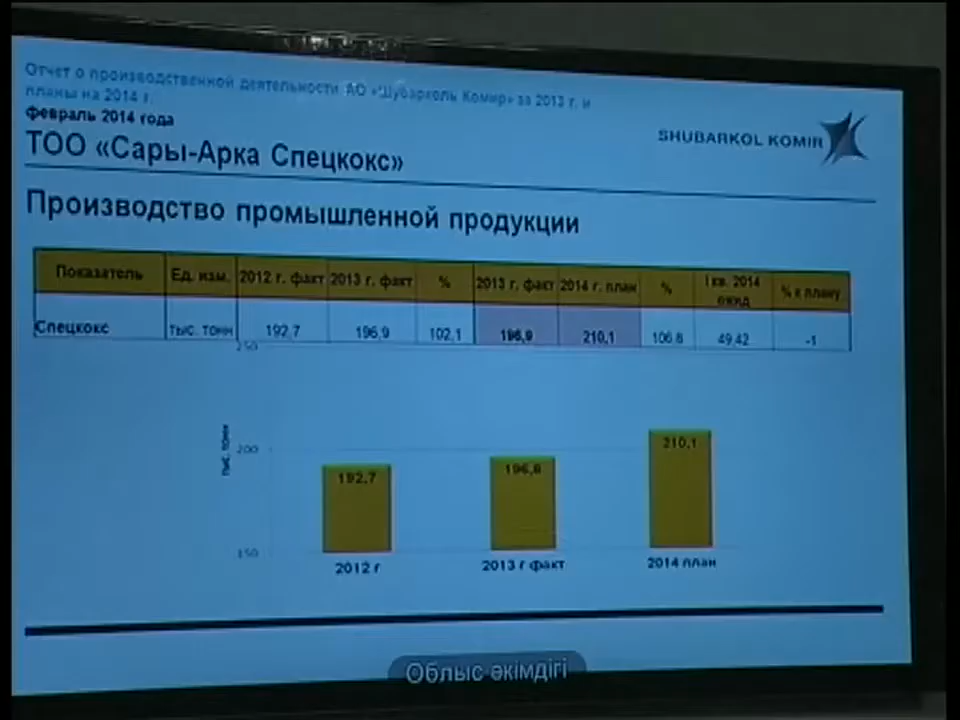 Отчет о производственной деятельности АО «Шубарколь Комир» за 2013 г. и
планы на 2014 г.
февраль 2014 года
ТОО «Сары-Арка Спецкокс»
SHUBARKOL KOMIR
Производство промышленной продукции
Показатель Ед. изм. 2012 г. факт 2013 г. факт % 2013 г. факт 2014 г. план % I кв. 2014 ожид % к плану
Спецкокс тыс. тонн 192,7 196,9 102,1 196,9 210,1 106,6 49,42 -1
250
тыс. тонн
200
150
192,7
196,9
210,1
2012 г
2013 г факт
2014 план
Облыс әкімдігі